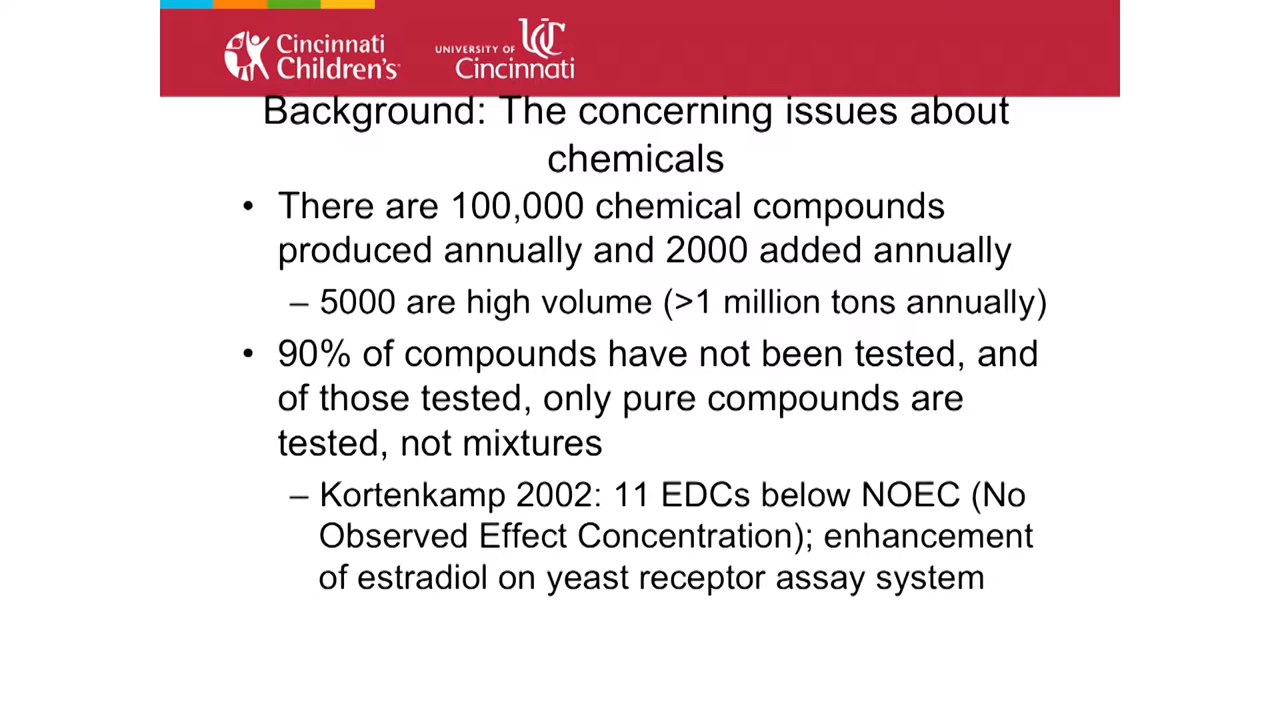 Cincinnati
Children's
UNIVERSITY OF
UC
Cincinnati
Background: The concerning issues about
chemicals
• There are 100,000 chemical compounds
produced annually and 2000 added annually
– 5000 are high volume (>1 million tons annually)
• 90% of compounds have not been tested, and
of those tested, only pure compounds are
tested, not mixtures
– Kortenkamp 2002: 11 EDCs below NOEC (No
Observed Effect Concentration); enhancement
of estradiol on yeast receptor assay system